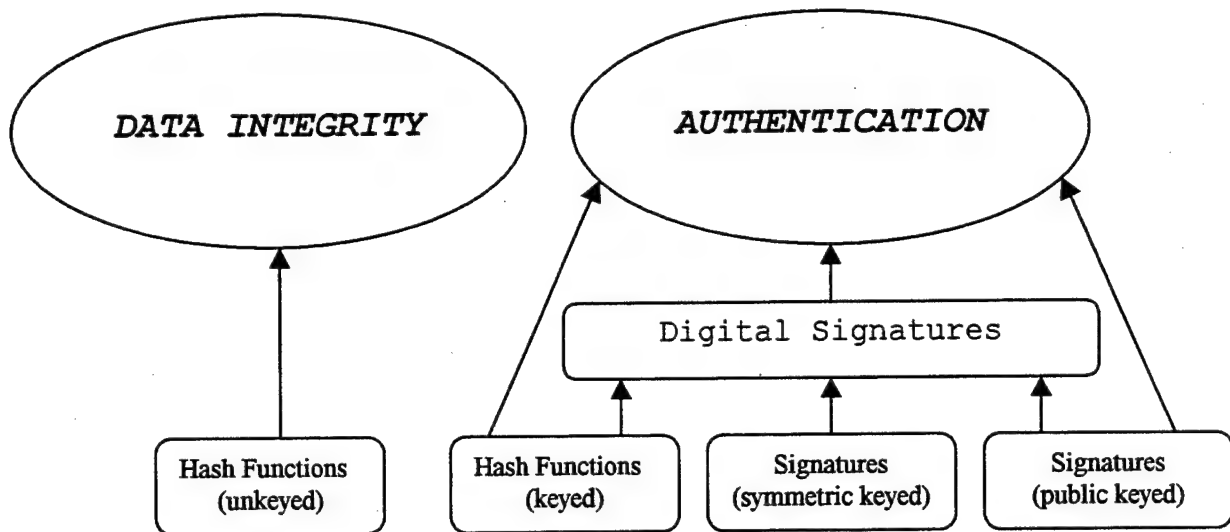 DATA INTEGRITY
AUTHENTICATION
Digital Signatures
Hash Functions
(unkeyed)
Hash Functions
(keyed)
Signatures
(symmetric keyed)
Signatures
(public keyed)